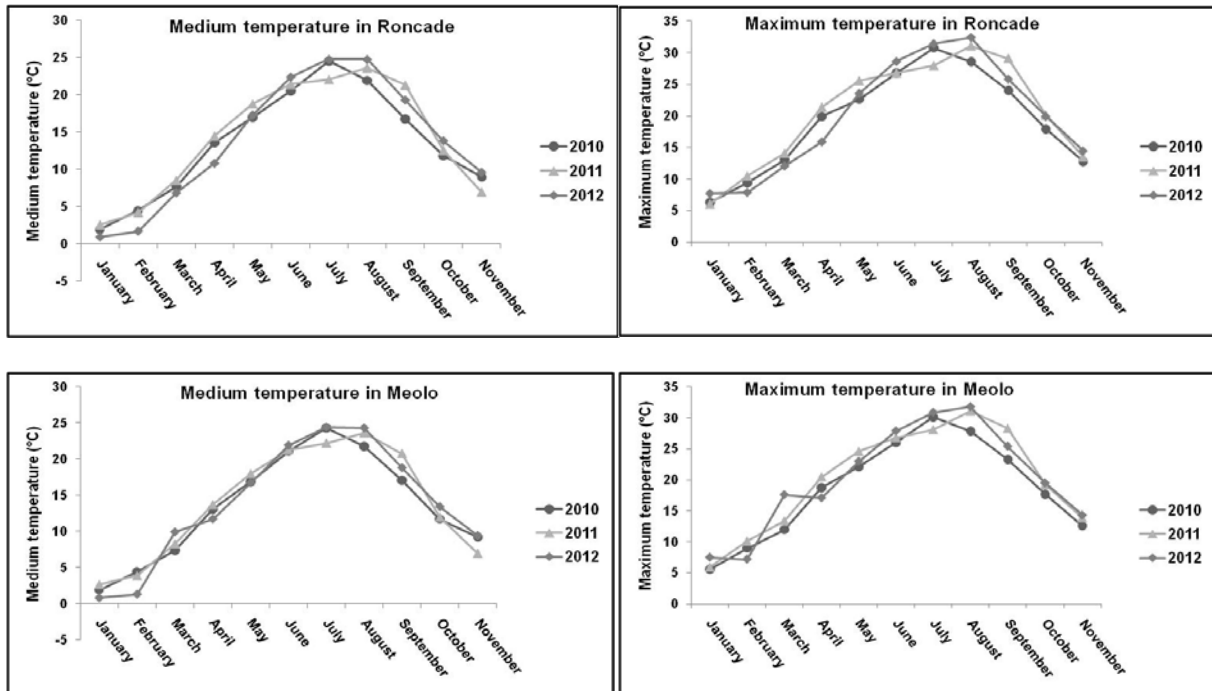 Medium temperature in Roncade
Medium temperature (°C)
30
25
20
15
10
5
0
-5
January
February
March
April
May
June
July
August
September
October
November
2010
2011
2012
Maximum temperature in Roncade
Maximum temperature (°C)
35
30
25
20
15
10
5
0
January
February
March
April
May
June
July
August
September
October
November
2010
2011
2012
Medium temperature in Meolo
Medium temperature (°C)
30
25
20
15
10
5
0
-5
January
February
March
April
May
June
July
August
September
October
November
2010
2011
2012
Maximum temperature in Meolo
Maximum temperature (°C)
35
30
25
20
15
10
5
0
January
February
March
April
May
June
July
August
September
October
November
2010
2011
2012